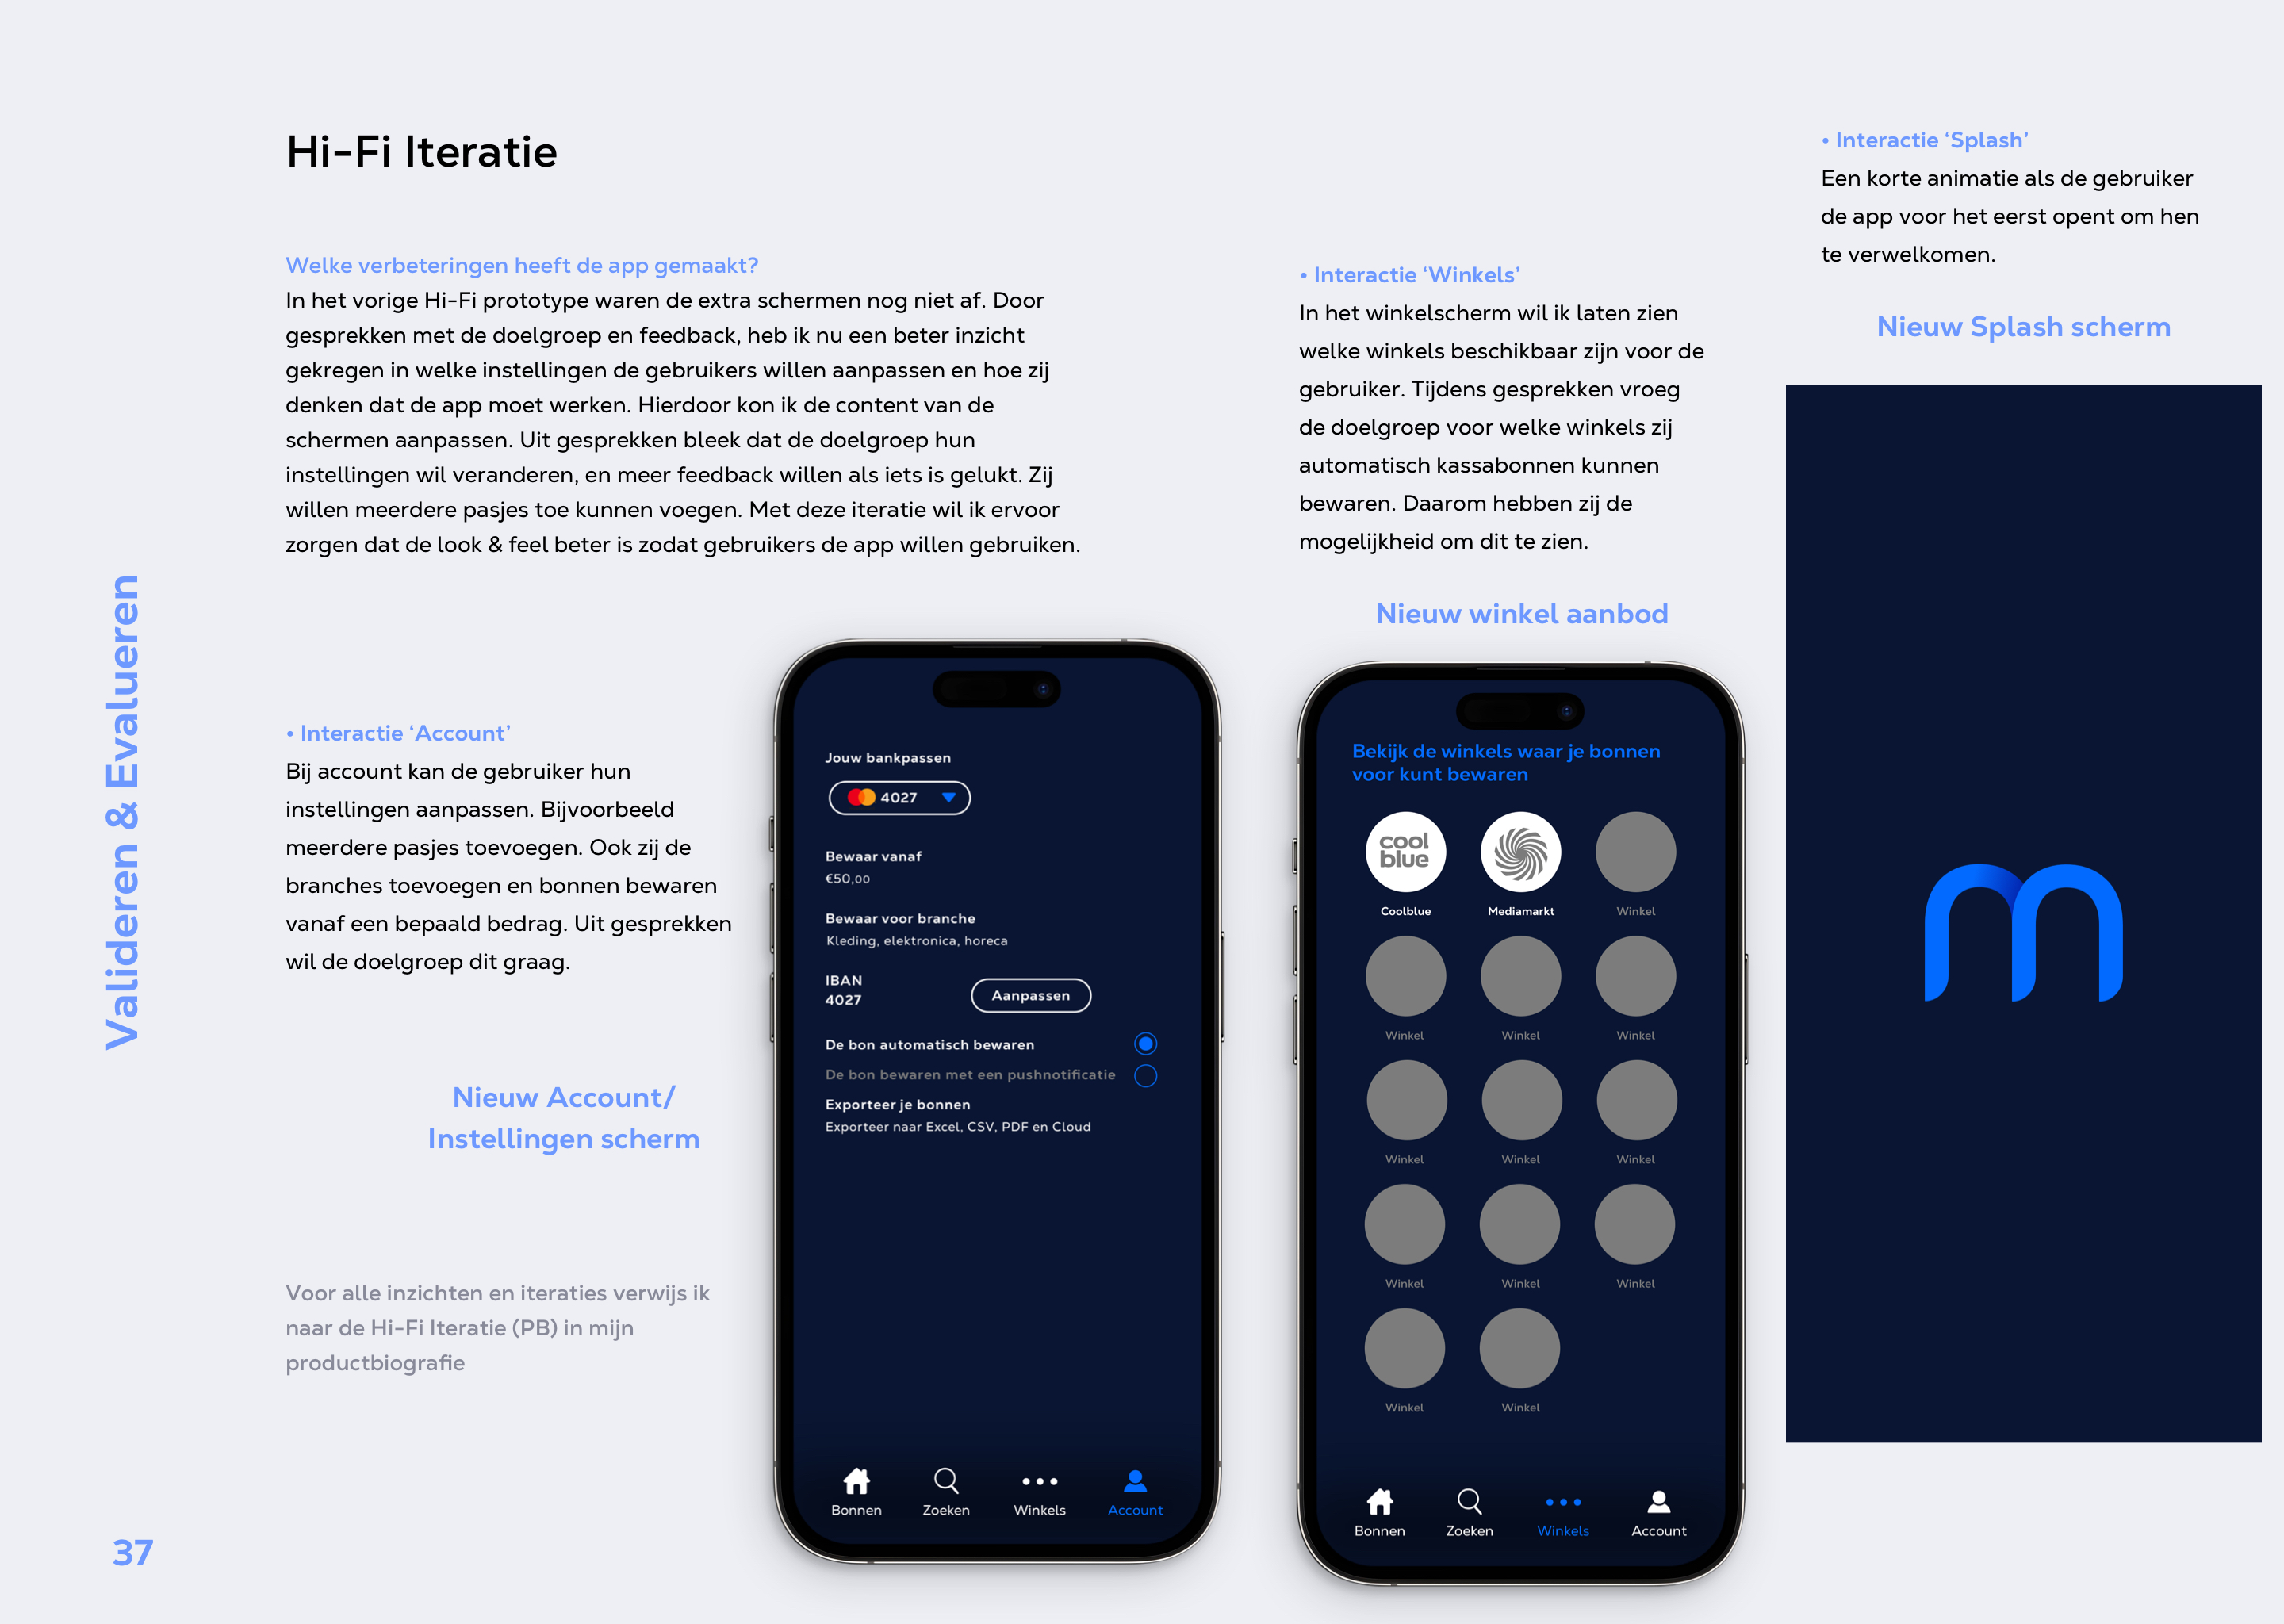 Hi-Fi Iteratie
Welke verbeteringen heeft de app gemaakt?
In het vorige Hi-Fi prototype waren de extra schermen nog niet af. Door
gesprekken met de doelgroep en feedback, heb ik nu een beter inzicht
gekregen in welke instellingen de gebruikers willen aanpassen en hoe zij
denken dat de app moet werken. Hierdoor kon ik de content van de
schermen aanpassen. Uit gesprekken bleek dat de doelgroep hun
instellingen wil veranderen, en meer feedback willen als iets is gelukt. Zij
willen meerdere pasjes toe kunnen voegen. Met deze iteratie wil ik ervoor
zorgen dat de look & feel beter is zodat gebruikers de app willen gebruiken.
• Interactie ‘Account’
Bij account kan de gebruiker hun
instellingen aanpassen. Bijvoorbeeld
meerdere pasjes toevoegen. Ook zij de
branches toevoegen en bonnen bewaren
vanaf een bepaald bedrag. Uit gesprekken
wil de doelgroep dit graag.
Nieuw Account/
Instellingen scherm
Voor alle inzichten en iteraties verwijs ik
naar de Hi-Fi Iteratie (PB) in mijn
productbiografie
Valideren & Evalueren
37
Jouw bankpassen
4027
Bewaar vanaf
€50,00
Bewaar voor branche
Kleding, elektronica, horeca
IBAN
4027
Aanpassen
De bon automatisch bewaren
De bon bewaren met een pushnotificatie
Exporteer je bonnen
Exporteer naar Excel, CSV, PDF en Cloud
Bonnen Zoeken Winkels Account
• Interactie ‘Winkels’
In het winkelscherm wil ik laten zien
welke winkels beschikbaar zijn voor de
gebruiker. Tijdens gesprekken vroeg
de doelgroep voor welke winkels zij
automatisch kassabonnen kunnen
bewaren. Daarom hebben zij de
mogelijkheid om dit te zien.
Nieuw winkel aanbod
Bekijk de winkels waar je bonnen
voor kunt bewaren
cool
blue
Coolblue Mediamarkt Winkel
Winkel Winkel Winkel
Winkel Winkel Winkel
Winkel Winkel Winkel
Winkel Winkel
Bonnen Zoeken Winkels Account
• Interactie ‘Splash’
Een korte animatie als de gebruiker
de app voor het eerst opent om hen
te verwelkomen.
Nieuw Splash scherm
m